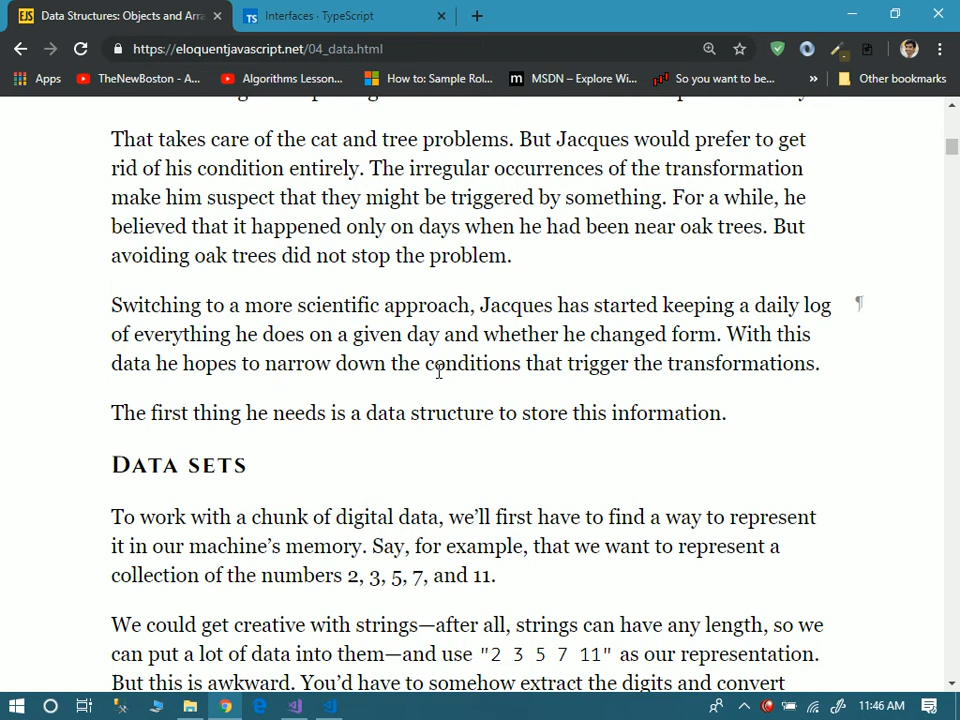 EJS Data Structures: Objects and Arra
TS Interfaces · TypeScript
https://eloquentjavascript.net/04_data.html
Apps TheNewBoston - A... Algorithms Lesson... How to: Sample Rol... m MSDN – Explore Wi... So you want to be... » Other bookmarks
That takes care of the cat and tree problems. But Jacques would prefer to get
rid of his condition entirely. The irregular occurrences of the transformation
make him suspect that they might be triggered by something. For a while, he
believed that it happened only on days when he had been near oak trees. But
avoiding oak trees did not stop the problem.
Switching to a more scientific approach, Jacques has started keeping a daily log ¶
of everything he does on a given day and whether he changed form. With this
data he hopes to narrow down the conditions that trigger the transformations.
The first thing he needs is a data structure to store this information.
Data sets
To work with a chunk of digital data, we’ll first have to find a way to represent
it in our machine’s memory. Say, for example, that we want to represent a
collection of the numbers 2, 3, 5, 7, and 11.
We could get creative with strings—after all, strings can have any length, so we
can put a lot of data into them—and use "2 3 5 7 11" as our representation.
But this is awkward. You’d have to somehow extract the digits and convert
11:46 AM